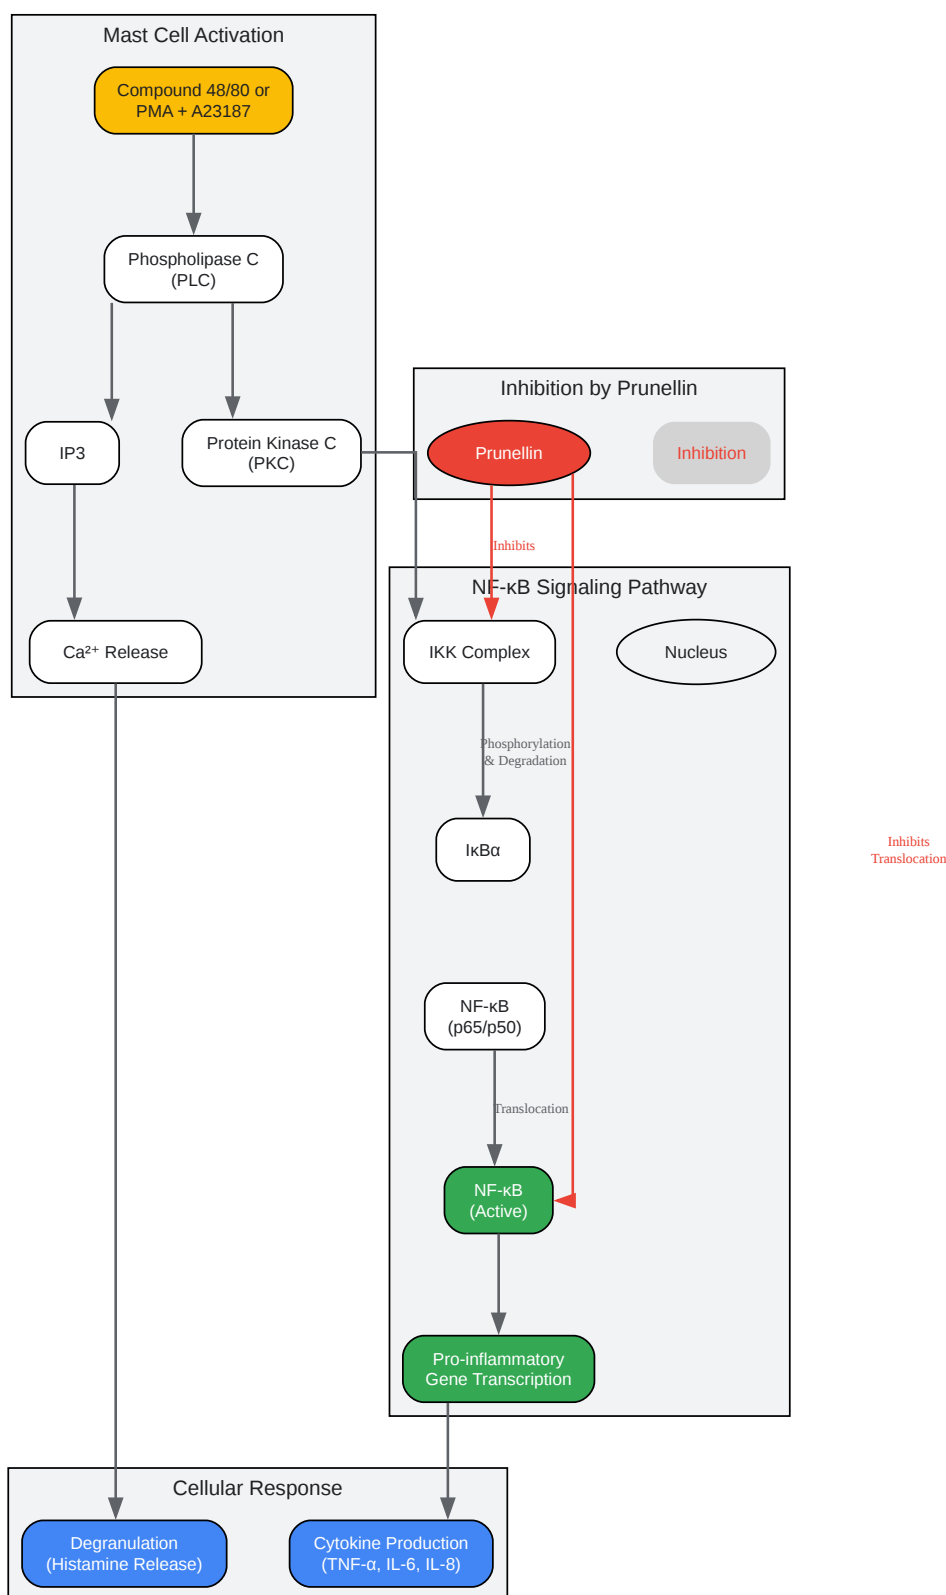 Mast Cell Activation
Compound 48/80 or
PMA + A23187
Phospholipase C
(PLC)
Inhibition by Prunellin
IP3
Protein Kinase C
(PKC)
Prunellin
Inhibition
Inhibits
NF-κB Signaling Pathway
Ca²⁺ Release
IKK Complex
Nucleus
Phosphorylation
& Degradation
IκBα
Inhibits
Translocation
NF-κB
(p65/p50)
Translocation
NF-κB
(Active)
Pro-inflammatory
Gene Transcription
Cellular Response
Degranulation
(Histamine Release)
Cytokine Production
(TNF-α, IL-6, IL-8)